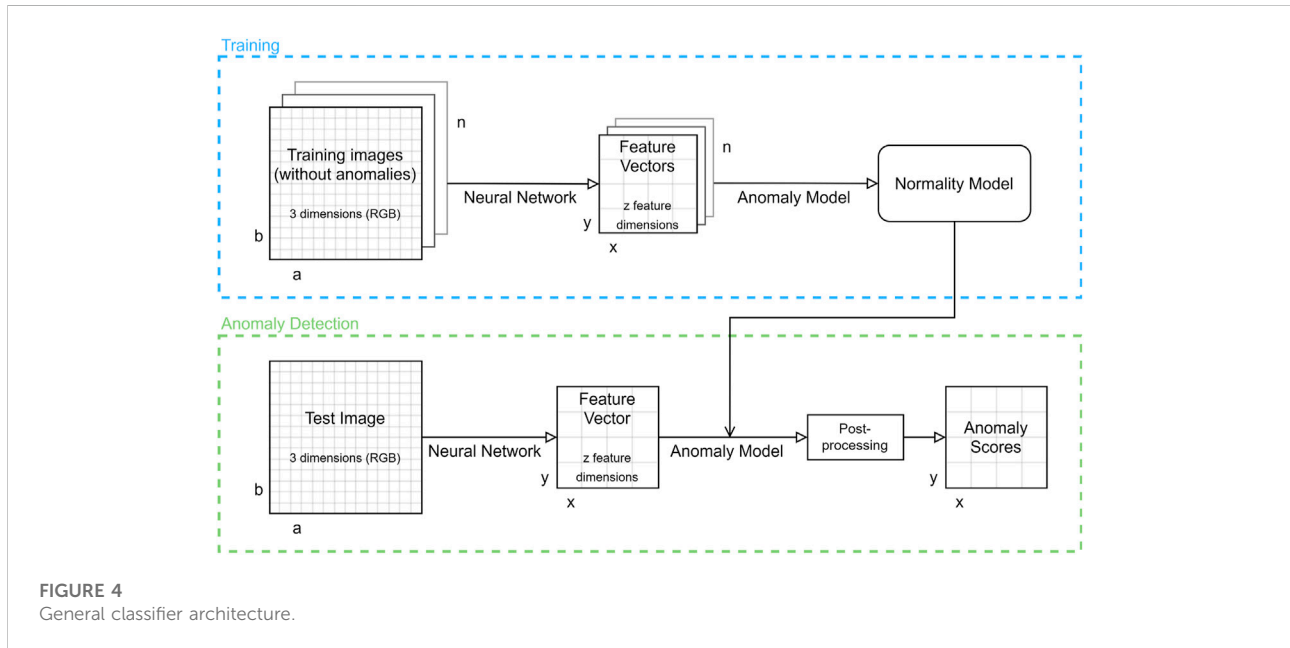 Training
Training images
(without anomalies)
3 dimensions (RGB)
n
b
a
Neural Network
Feature
Vectors
z feature
dimensions
n
y
x
Anomaly Model
Normality Model
Anomaly Detection
Test Image
3 dimensions (RGB)
b
a
Neural Network
Feature
Vector
z feature
dimensions
y
x
Anomaly Model
Post-
processing
Anomaly
Scores
y
x
FIGURE 4
General classifier architecture.